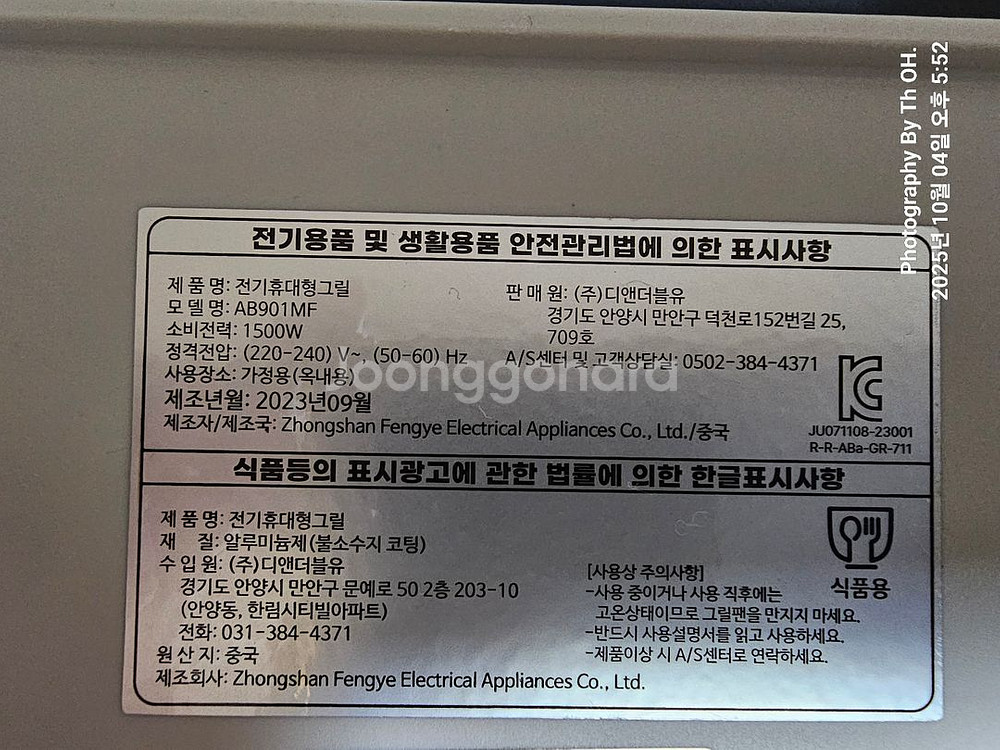 Photography By Th OH.
2025년 10월 04일 오후 5:52
전기용품 및 생활용품 안전관리법에 의한 표시사항
제 품 명: 전기휴대형그릴
모 델 명: AB901MF
소비전력: 1500W
정격전압: (220-240) V~, (50-60) Hz
사용장소: 가정용(옥내용)
제조년월: 2023년09월
제조자/제조국: Zhongshan Fengye Electrical Appliances Co., Ltd./중국
판 매 원: (주)디앤더블유
경기도 안양시 만안구 덕천로152번길 25,
709호
A/S센터 및 고객상담실: 0502-384-4371
JU071108-23001
R-R-ABa-GR-711
Joonggonara
식품등의 표시광고에 관한 법률에 의한 한글표시사항
제 품 명: 전기휴대형그릴
재 질: 알루미늄제(불소수지 코팅)
수 입 원: (주)디앤더블유
경기도 안양시 만안구 문예로 50 2층 203-10
(안양동, 한림시티빌아파트)
전화: 031-384-4371
원 산 지: 중국
제조회사: Zhongshan Fengye Electrical Appliances Co., Ltd.
식품용
[사용상 주의사항]
-사용 중이거나 사용 직후에는
고온상태이므로 그릴팬을 만지지 마세요.
-반드시 사용설명서를 읽고 사용하세요.
-제품이상 시 A/S센터로 연락하세요.